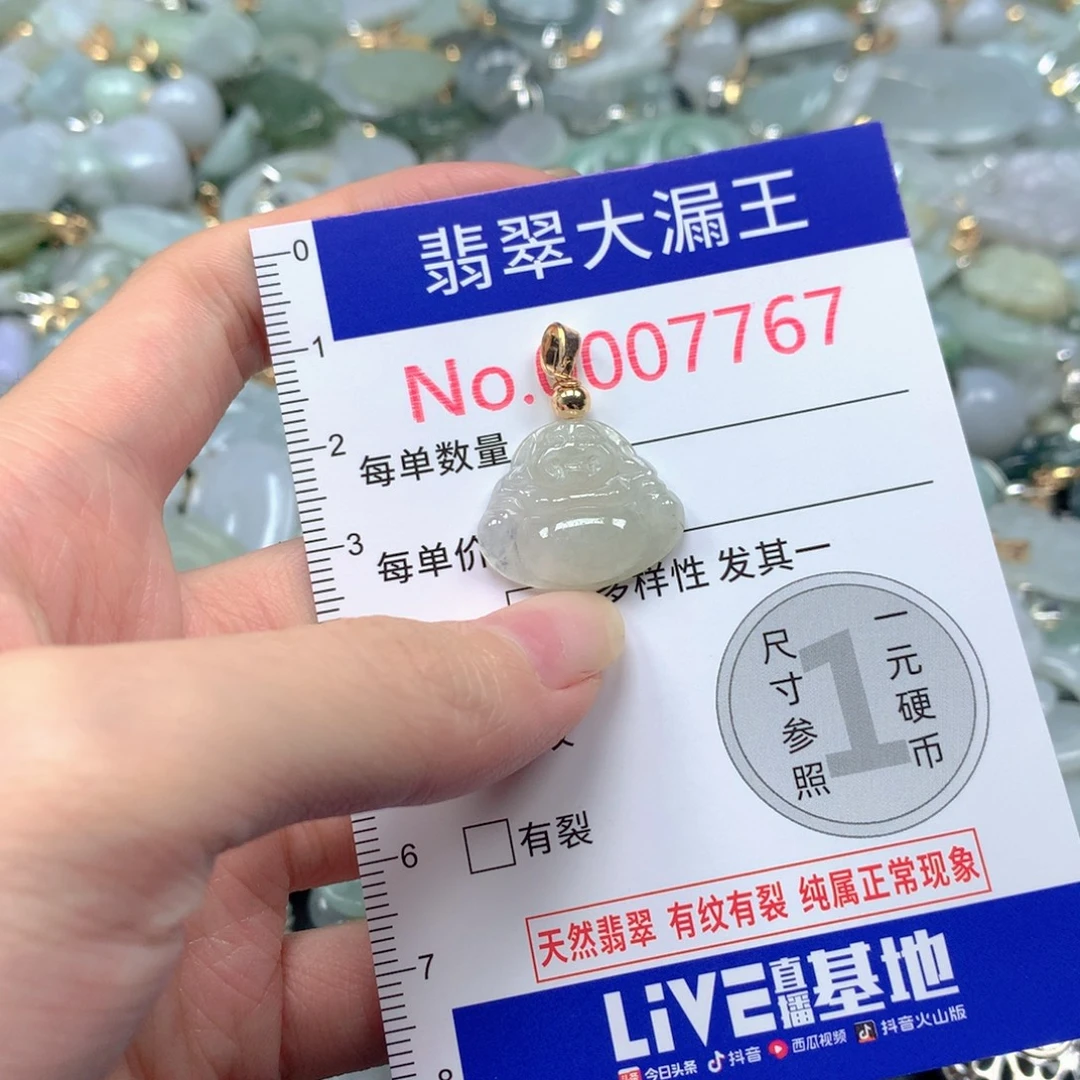 翡翠大漏王
No.0007767
0
1
2
3
6
7
8
每单数量
每单价
多样性 发其一
尺寸参照
1
一元硬币
有裂
天然翡翠 有纹有裂 纯属正常现象
LiVE直播基地
今日头条 抖音 西瓜视频 抖音火山版